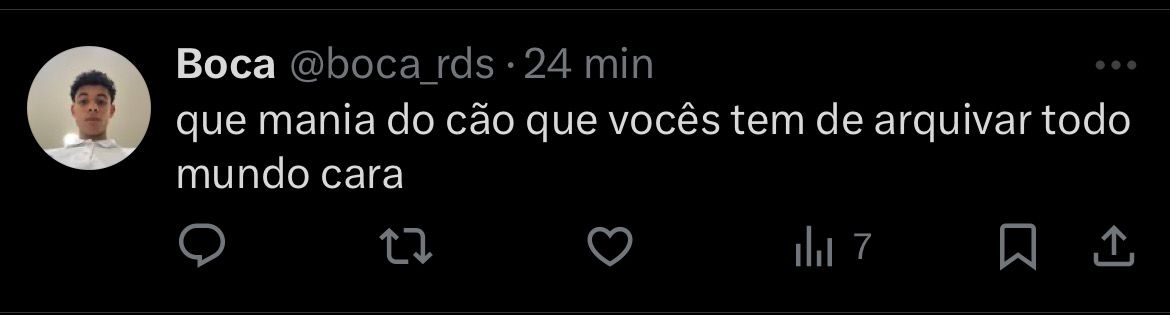 Boca @boca_rds · 24 min
que mania do cão que vocês tem de arquivar todo
mundo cara
7